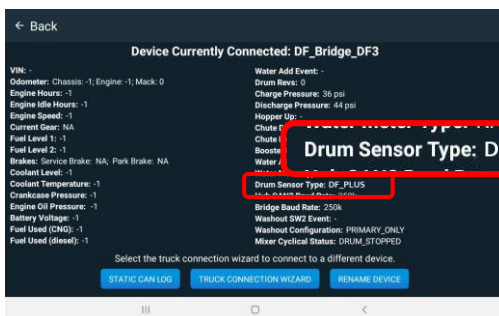 ← Back
Device Currently Connected: DF_Bridge_DF3
VIN: -
Odometer: Chassis: -1; Engine: -1; Mack: 0
Engine Hours: -1
Engine Idle Hours: -1
Engine Speed: -1
Current Gear: NA
Fuel Level 1: -1
Fuel Level 2: -1
Brakes: Service Brake: NA; Park Brake: NA
Coolant Level: -1
Coolant Temperature: -1
Crankcase Pressure: -1
Engine Oil Pressure: -1
Battery Voltage: -1
Fuel Used (CNG): -1
Fuel Used (diesel): -1
Water Add Event: -
Drum Revs: 0
Charge Pressure: 36 psi
Discharge Pressure: 44 psi
Hopper Up: -
Chute
Chute
Drum Sensor Type: D
Drum Sensor Type: DF_PLUS
Bridge Baud Rate: 250k
Washout SW2 Event: -
Washout Configuration: PRIMARY_ONLY
Mixer Cyclical Status: DRUM_STOPPED
Select the truck connection wizard to connect to a different device.
STATIC CAN LOG
TRUCK CONNECTION WIZARD
RENAME DEVICE